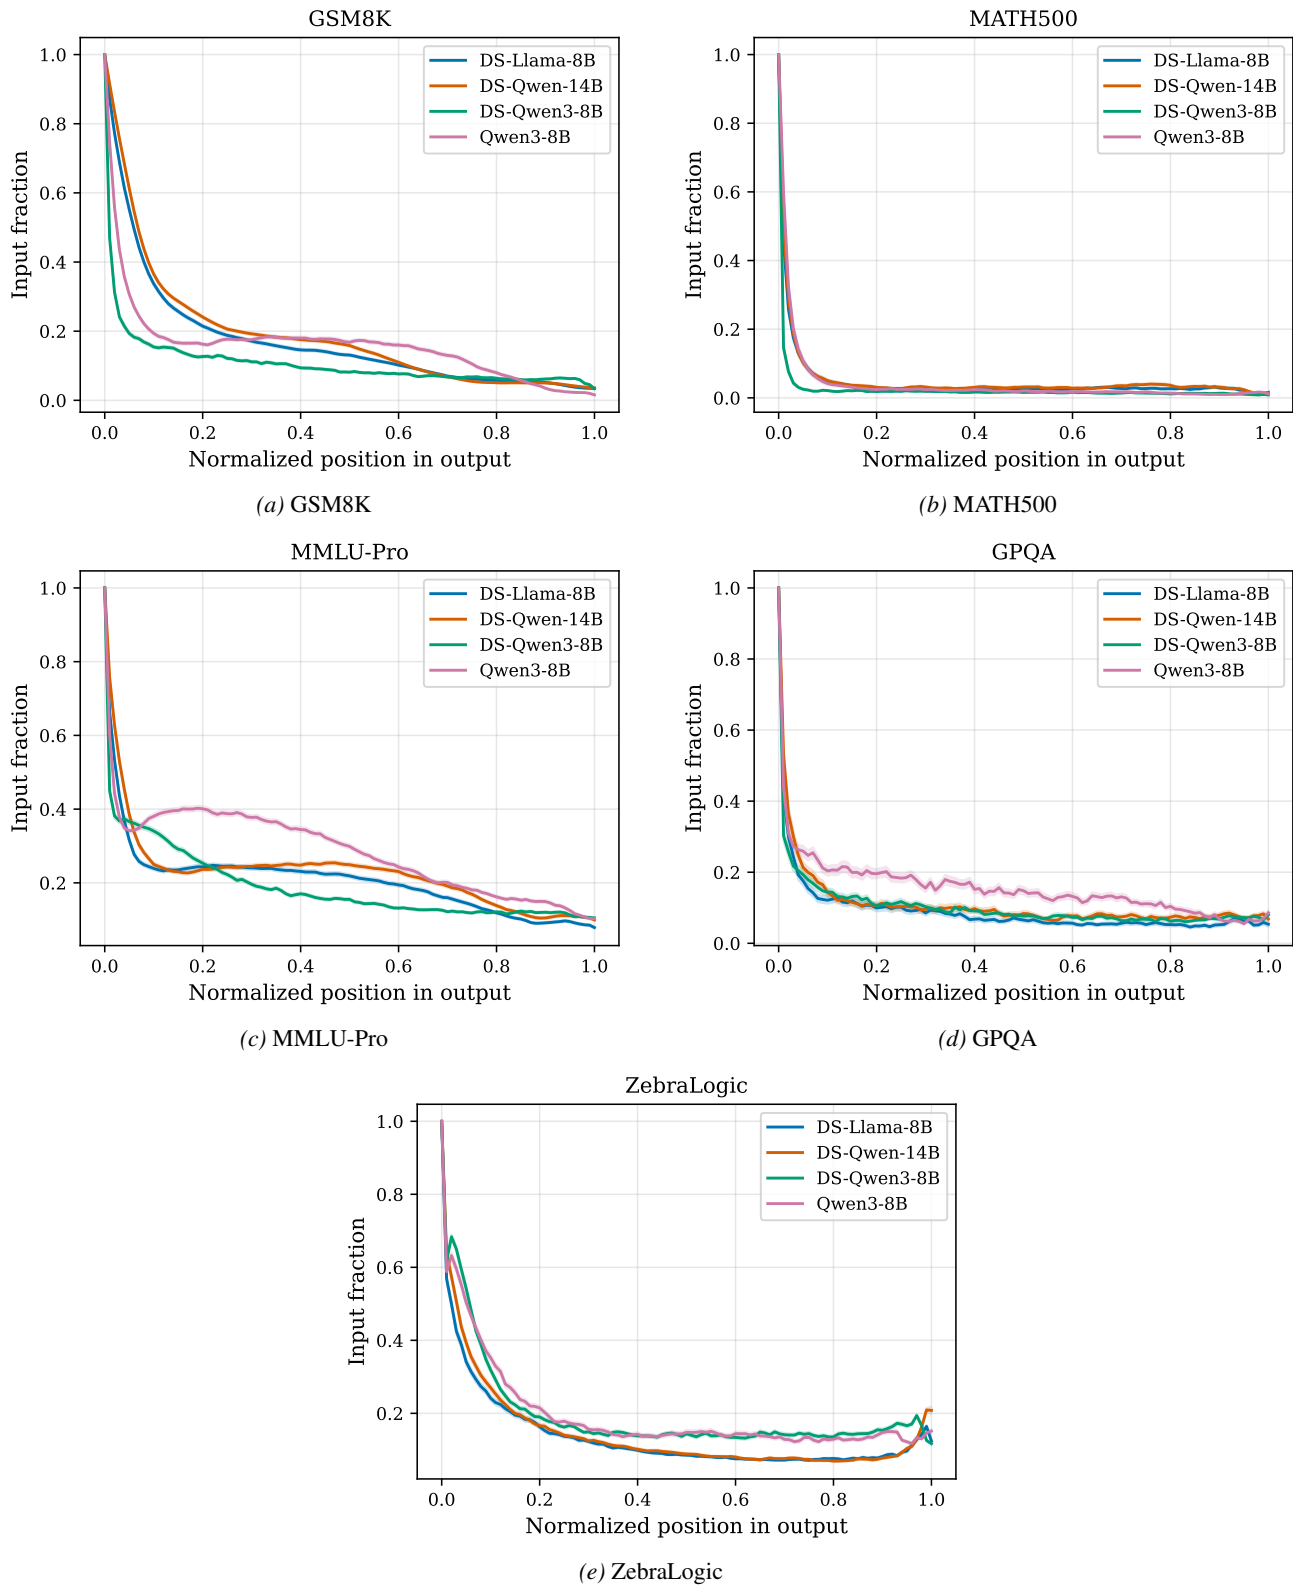 GSM8K
1.0
0.8
0.6
0.4
0.2
0.0
Input fraction
DS-Llama-8B
DS-Qwen-14B
DS-Qwen3-8B
Qwen3-8B
0.0 0.2 0.4 0.6 0.8 1.0
Normalized position in output
(a) GSM8K
MATH500
1.0
0.8
0.6
0.4
0.2
0.0
Input fraction
DS-Llama-8B
DS-Qwen-14B
DS-Qwen3-8B
Qwen3-8B
0.0 0.2 0.4 0.6 0.8 1.0
Normalized position in output
(b) MATH500
MMLU-Pro
1.0
0.8
0.6
0.4
0.2
Input fraction
DS-Llama-8B
DS-Qwen-14B
DS-Qwen3-8B
Qwen3-8B
0.0 0.2 0.4 0.6 0.8 1.0
Normalized position in output
(c) MMLU-Pro
GPQA
1.0
0.8
0.6
0.4
0.2
0.0
Input fraction
DS-Llama-8B
DS-Qwen-14B
DS-Qwen3-8B
Qwen3-8B
0.0 0.2 0.4 0.6 0.8 1.0
Normalized position in output
(d) GPQA
ZebraLogic
1.0
0.8
0.6
0.4
0.2
Input fraction
DS-Llama-8B
DS-Qwen-14B
DS-Qwen3-8B
Qwen3-8B
0.0 0.2 0.4 0.6 0.8 1.0
Normalized position in output
(e) ZebraLogic